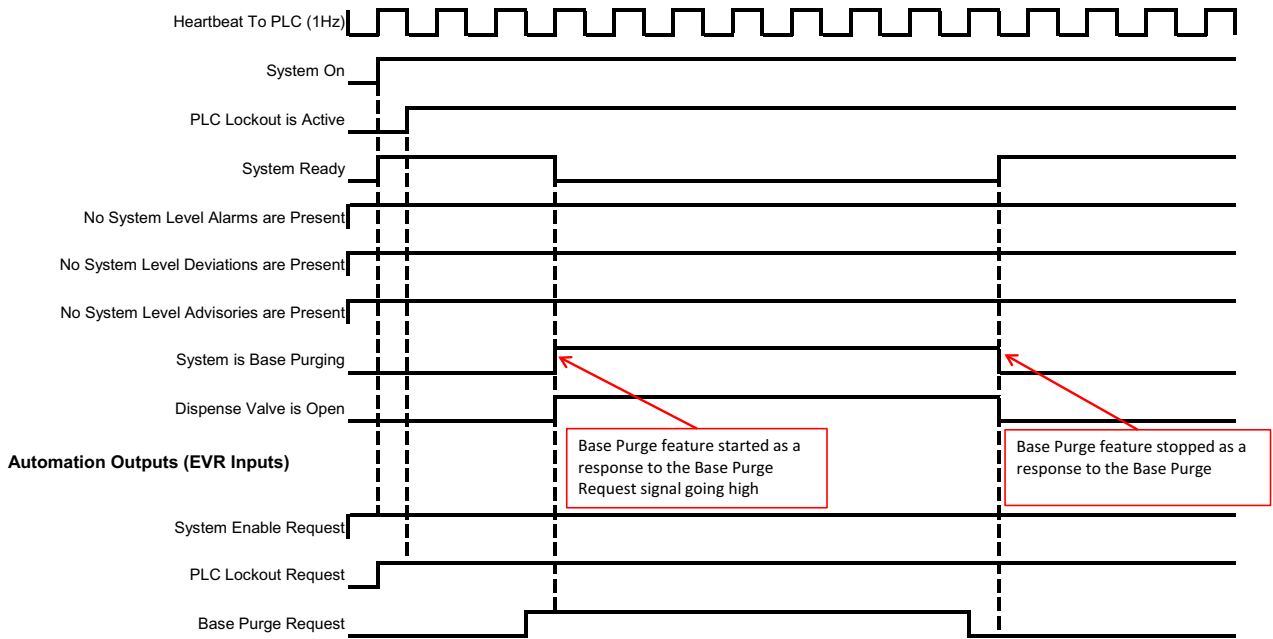 Heartbeat To PLC (1Hz)
System On
PLC Lockout is Active
System Ready
No System Level Alarms are Present
No System Level Deviations are Present
No System Level Advisories are Present
System is Base Purging
Dispense Valve is Open
Base Purge feature started as a
response to the Base Purge
Request signal going high
Base Purge feature stopped as a
response to the Base Purge
Automation Outputs (EVR Inputs)
System Enable Request
PLC Lockout Request
Base Purge Request